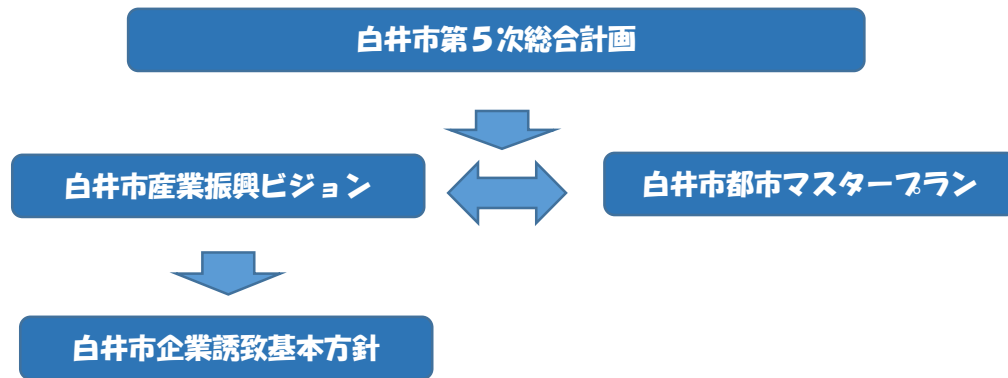 白井市第５次総合計画
白井市産業振興ビジョン
白井市都市マスタープラン
白井市企業誘致基本方針